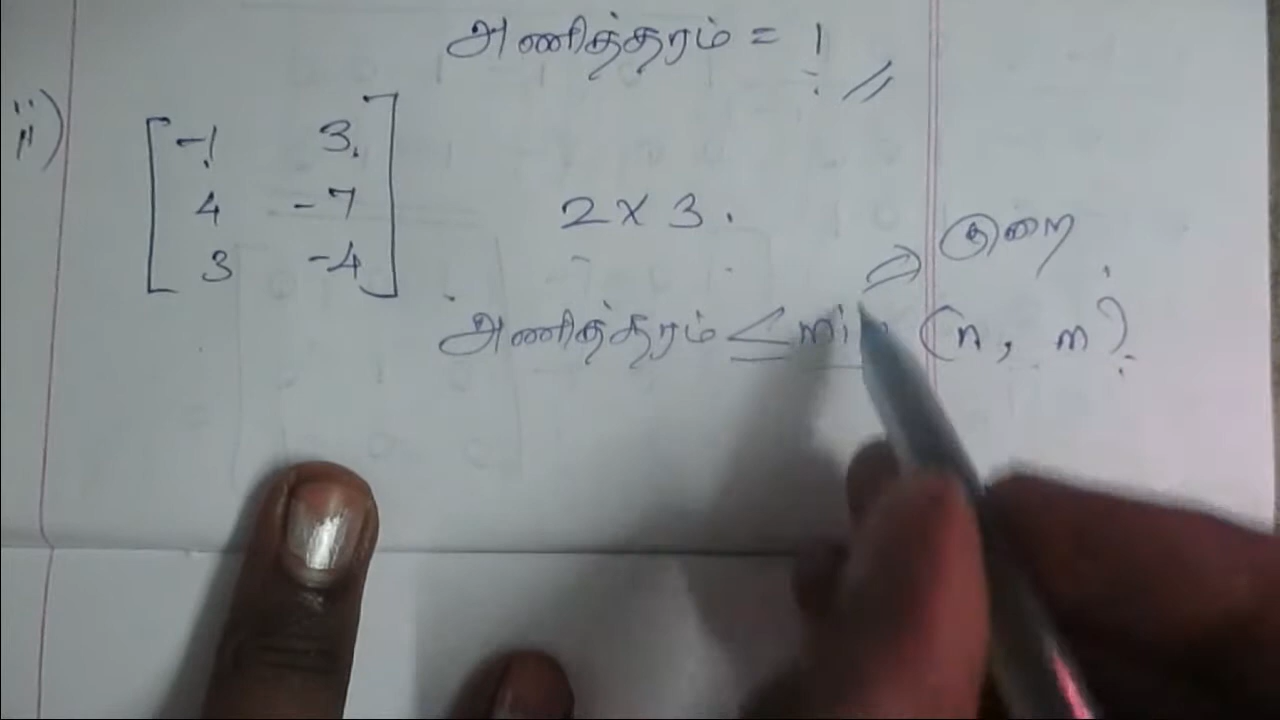 அணித்தரம் = 1
ii) [ -1 3
4 -7
3 -4 ]
2 x 3.
⇒ குறை
அணித்தரம் ≤ min (n, m)